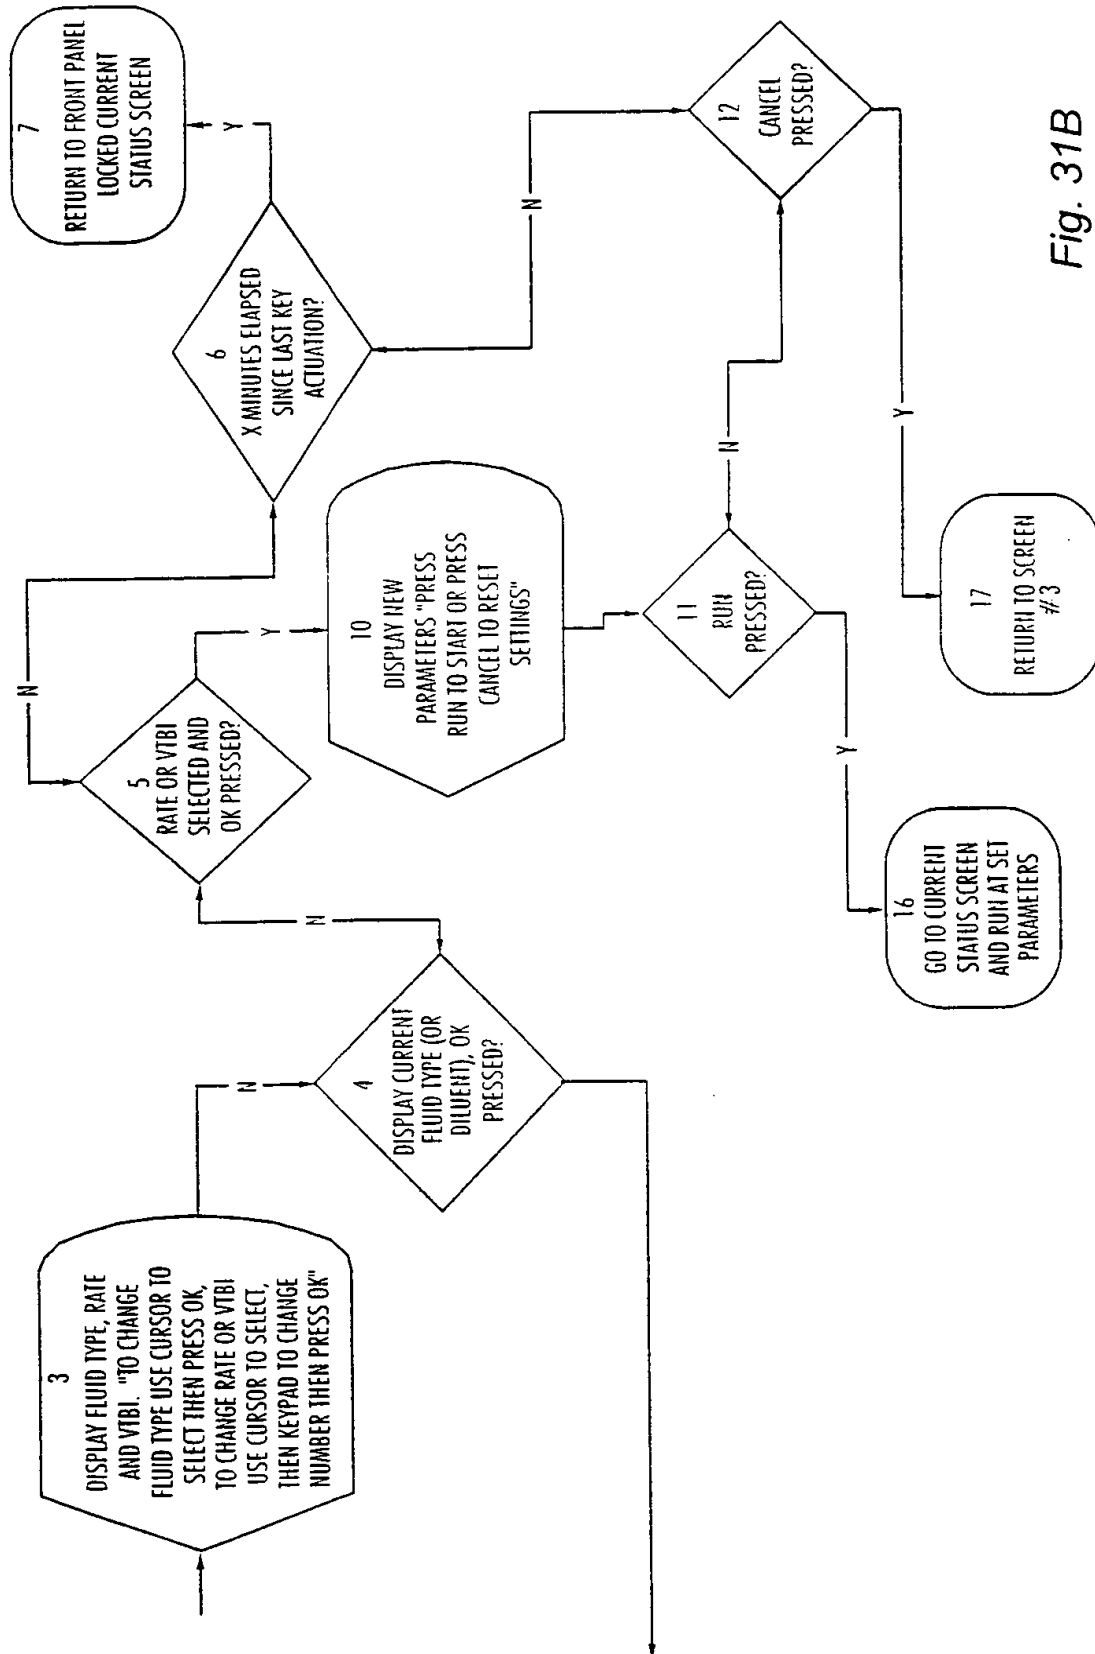 3
DISPLAY FLUID TYPE, RATE
AND VTBI. "TO CHANGE
FLUID TYPE USE CURSOR TO
SELECT THEN PRESS OK,
TO CHANGE RATE OR VTBI
USE CURSOR TO SELECT,
THEN KEYPAD TO CHANGE
NUMBER THEN PRESS OK"
N
4
DISPLAY CURRENT
FLUID TYPE (OR
DILUENT), OK
PRESSED?
N
5
RATE OR VTBI
SELECTED AND
OK PRESSED?
N
Y
6
X MINUTES ELAPSED
SINCE LAST KEY
ACTUATION?
Y
7
RETURN TO FRONT PANEL
LOCKED CURRENT
STATUS SCREEN
N
10
DISPLAY NEW
PARAMETERS "PRESS
RUN TO START OR PRESS
CANCEL TO RESET
SETTINGS"
11
RUN
PRESSED?
N
Y
12
CANCEL
PRESSED?
Y
16
GO TO CURRENT
STATUS SCREEN
AND RUN AT SET
PARAMETERS
17
RETURN TO SCREEN
#3
Fig. 31B